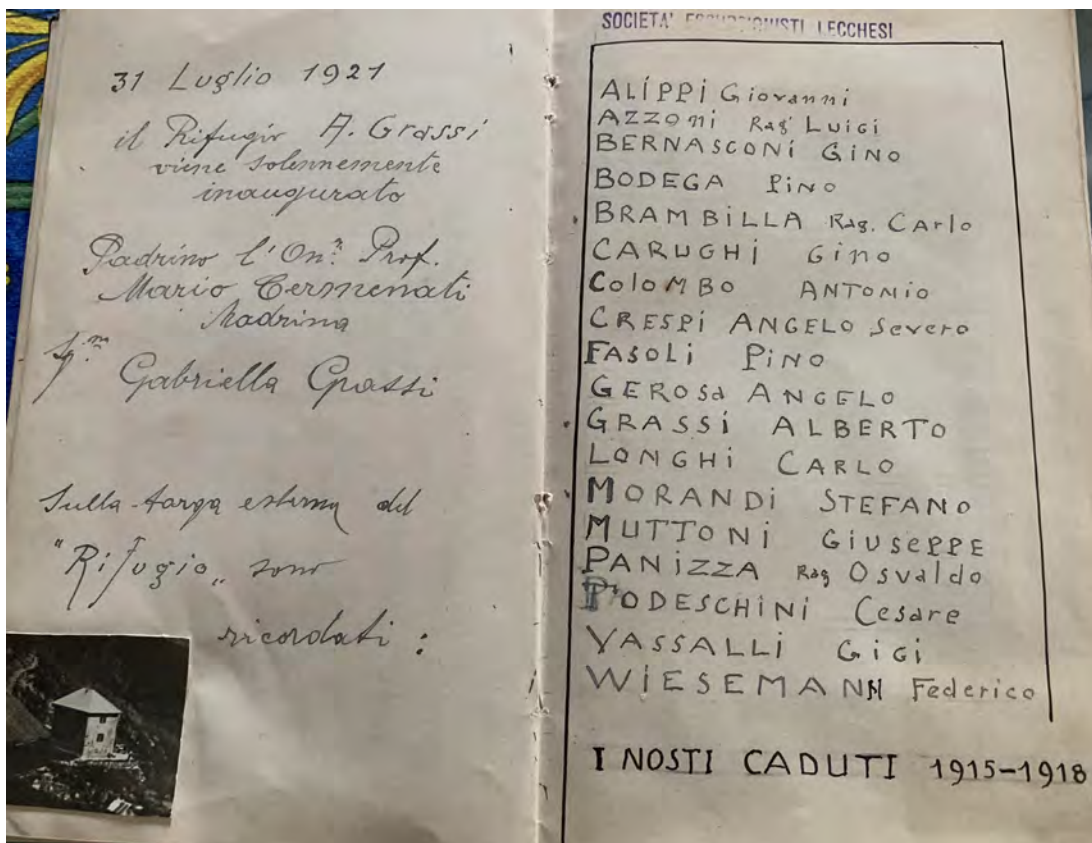 31 Luglio 1921
il Rifugio A. Grassi
viene solennemente
inaugurato
Padrino l'On. Prof.
Mario Cermenati
Madrina
Sg.na Gabriella Grassi
Sulla targa esterna del
"Rifugio„ sono
ricordati :
SOCIETA' ESCURSIONISTI LECCHESI
ALIPPI Giovanni
AZZONI Rag. LUIGI
BERNASCONI GINO
BODEGA PINO
BRAMBILLA Rag. CArlo
CARUGHI Gino
ColoMBO ANTONIO
CRESPI ANGELO Severo
FASOLI PINO
GEROSa ANGELO
GRASSI ALBERTO
LONGHI CARLO
MORANDI STEFANO
MUTTONI GIUSePPE
PANIZZA Rag OSvaldo
PODESCHINI Cesare
VASSALLI GIGI
WIESEMANN Federico
I NOSTI CADUTI 1915-1918